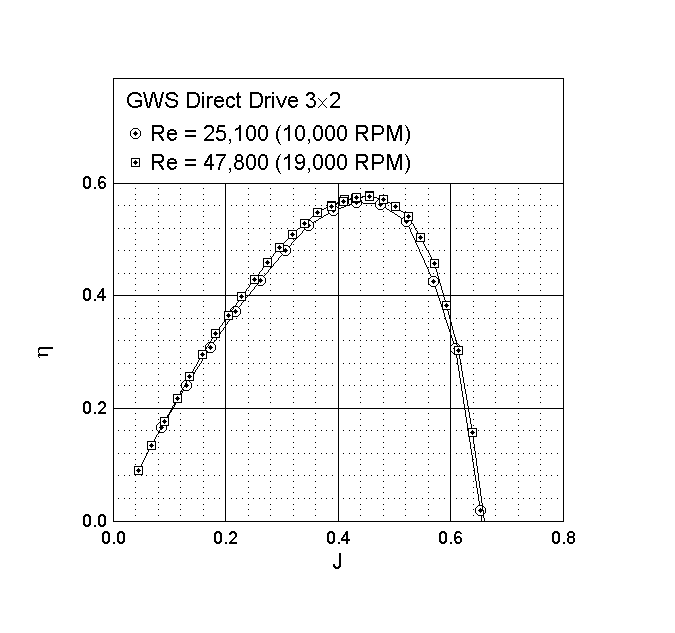 GWS Direct Drive 3×2
Re = 25,100 (10,000 RPM)
Re = 47,800 (19,000 RPM)
0.6
0.4
η
0.2
0.0
0.0 0.2 0.4 0.6 0.8
J